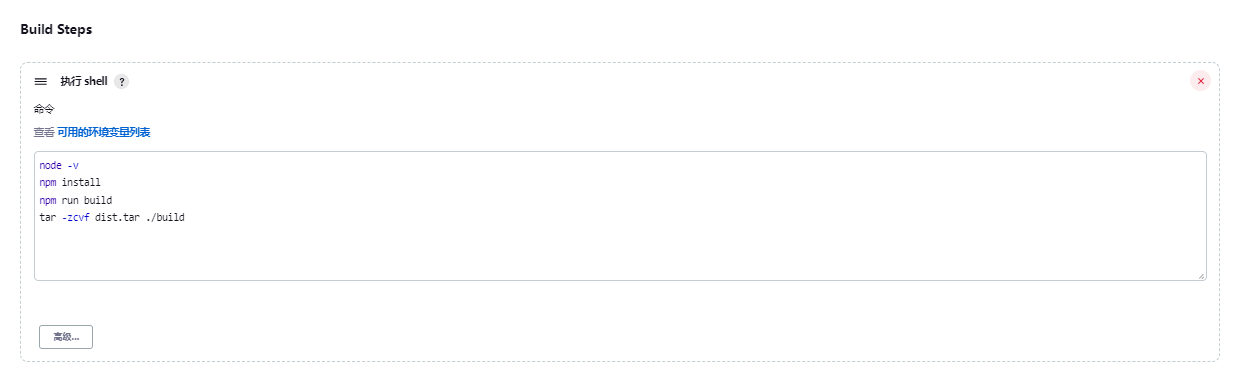 Build Steps
执行 shell ?
命令
查看 可用的环境变量列表
node -v
npm install
npm run build
tar -zcvf dist.tar ./build
高级...